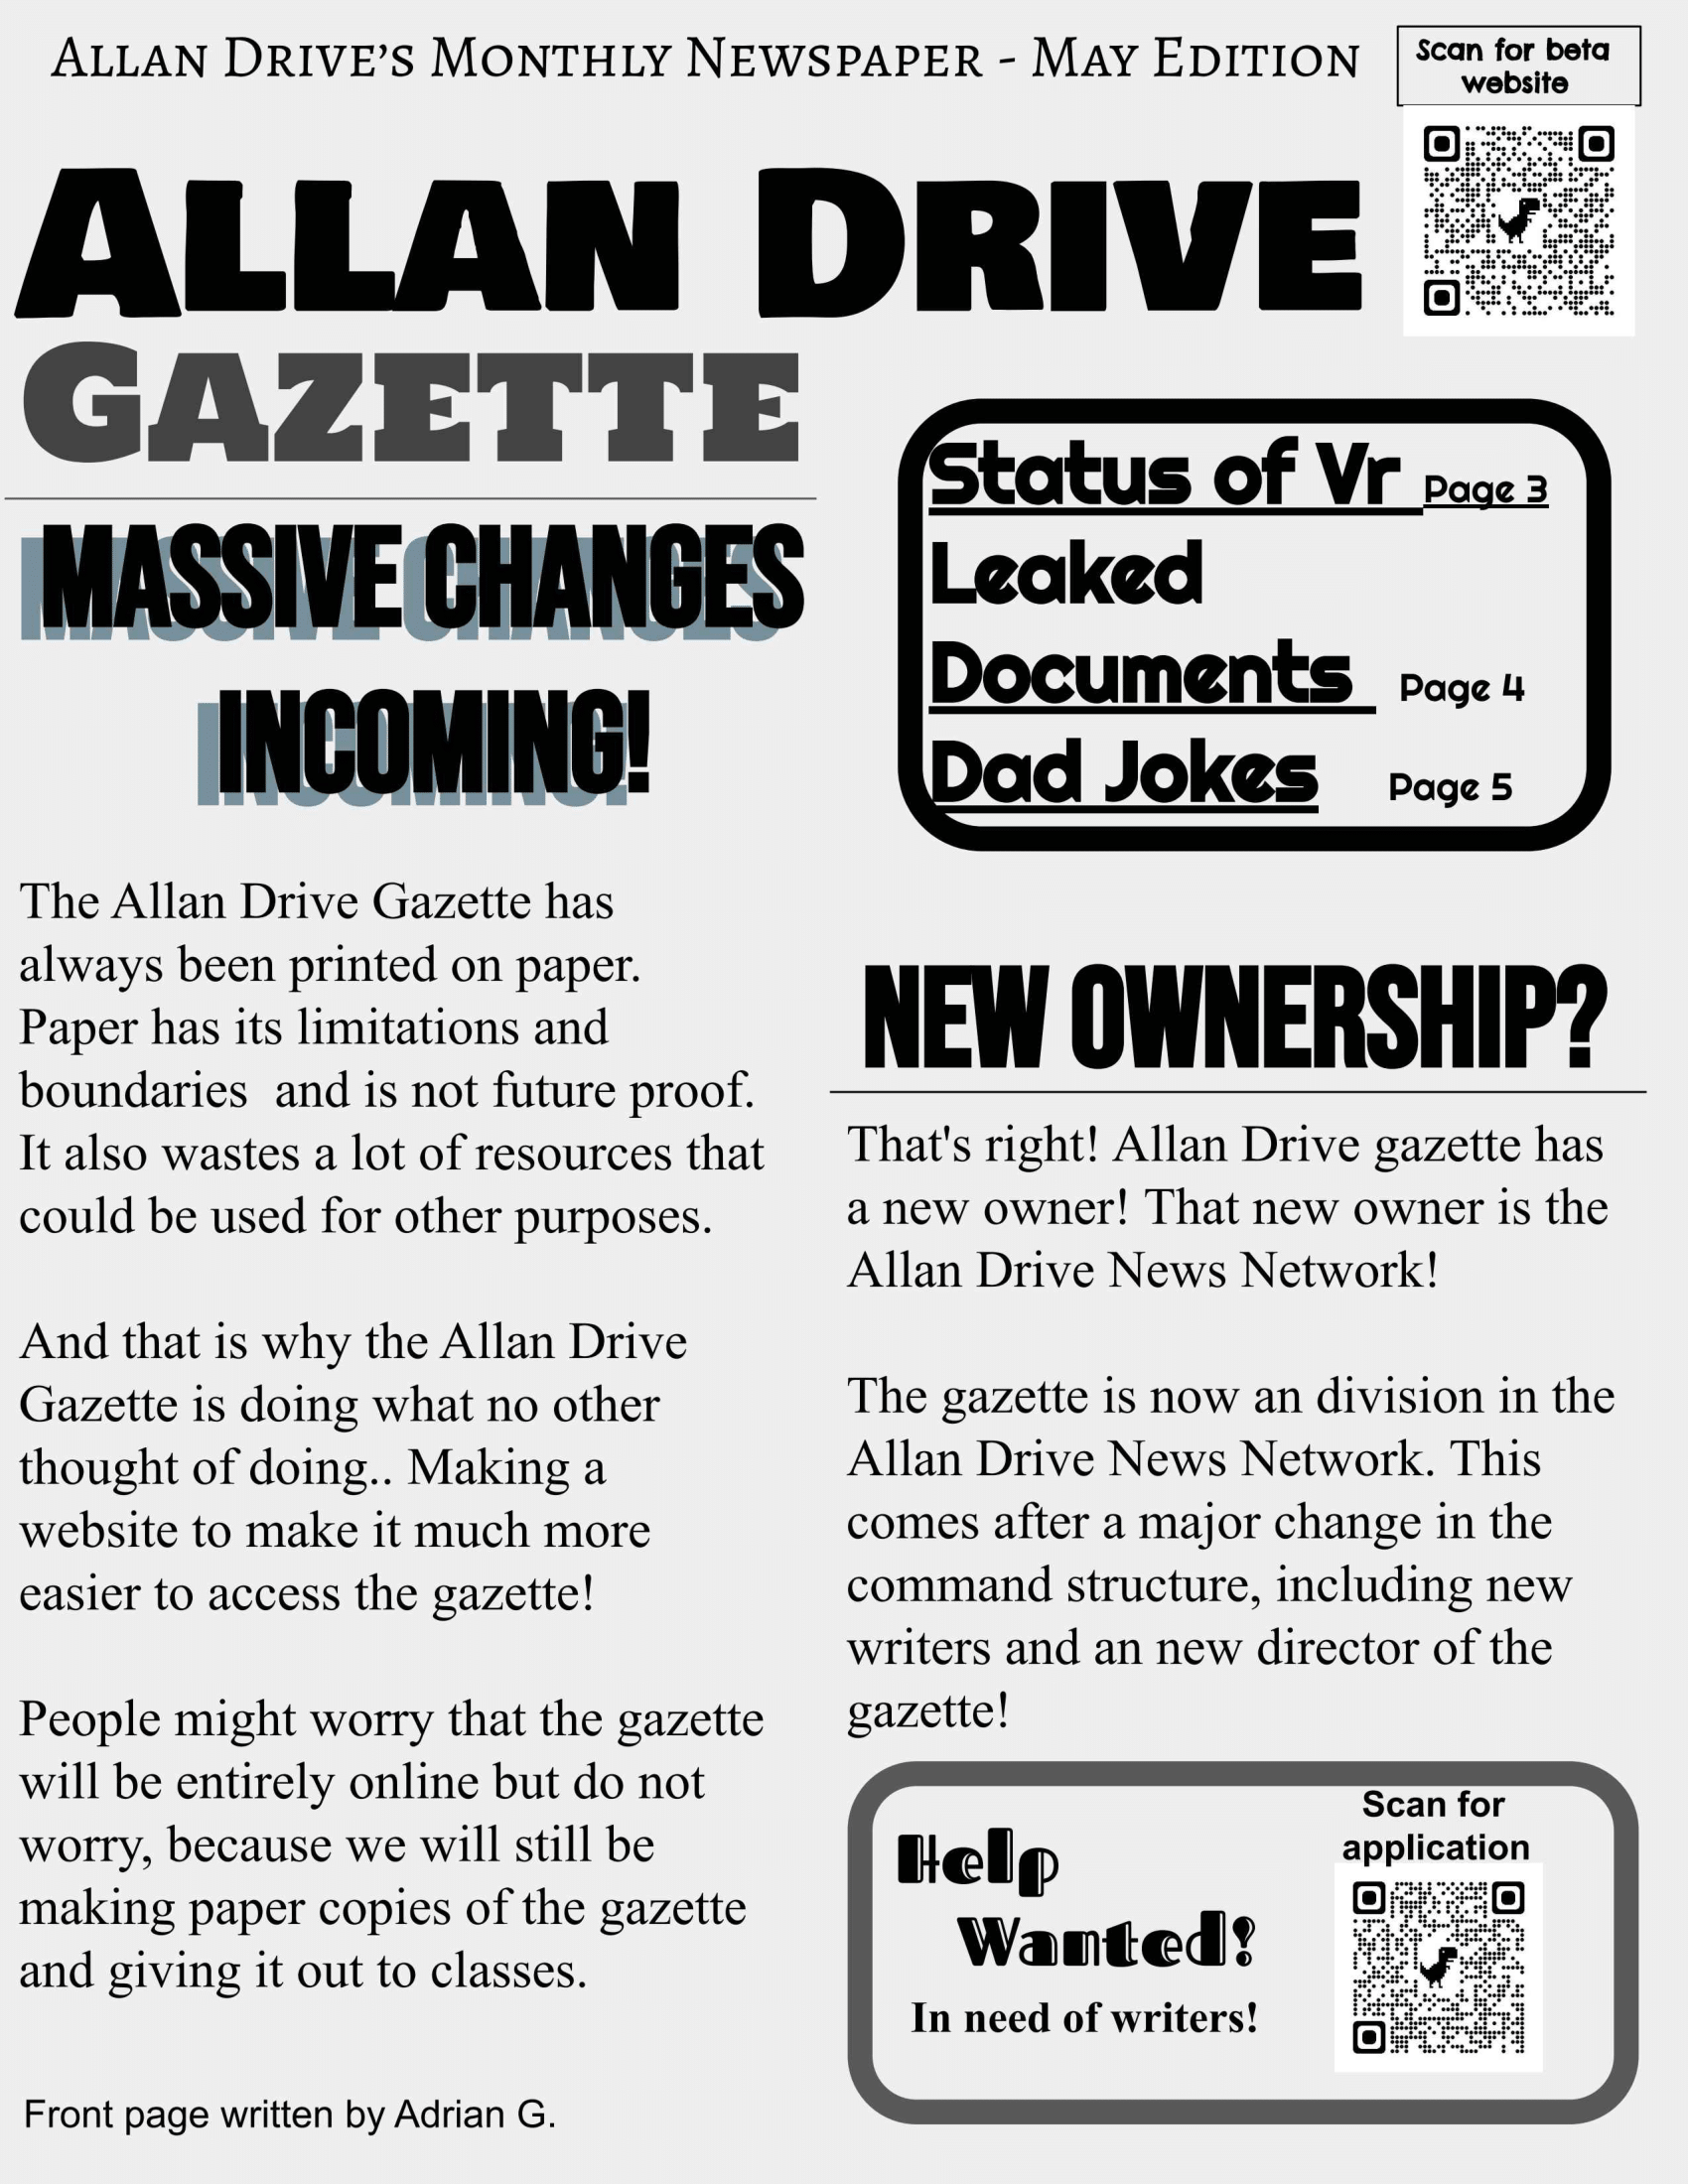 Allan Drive's Monthly Newspaper - May Edition
Scan for beta
website
Allan Drive
Gazette
MASSIVE CHANGES
INCOMING!
The Allan Drive Gazette has
always been printed on paper.
Paper has its limitations and
boundaries  and is not future proof.
It also wastes a lot of resources that
could be used for other purposes.
And that is why the Allan Drive
Gazette is doing what no other
thought of doing.. Making a
website to make it much more
easier to access the gazette!
People might worry that the gazette
will be entirely online but do not
worry, because we will still be
making paper copies of the gazette
and giving it out to classes.
Front page written by Adrian G.
Status of Vr Page 3
Leaked
Documents Page 4
Dad Jokes Page 5
NEW OWNERSHIP?
That's right! Allan Drive gazette has
a new owner! That new owner is the
Allan Drive News Network!
The gazette is now an division in the
Allan Drive News Network. This
comes after a major change in the
command structure, including new
writers and an new director of the
gazette!
Help
Wanted!
In need of writers!
Scan for
application